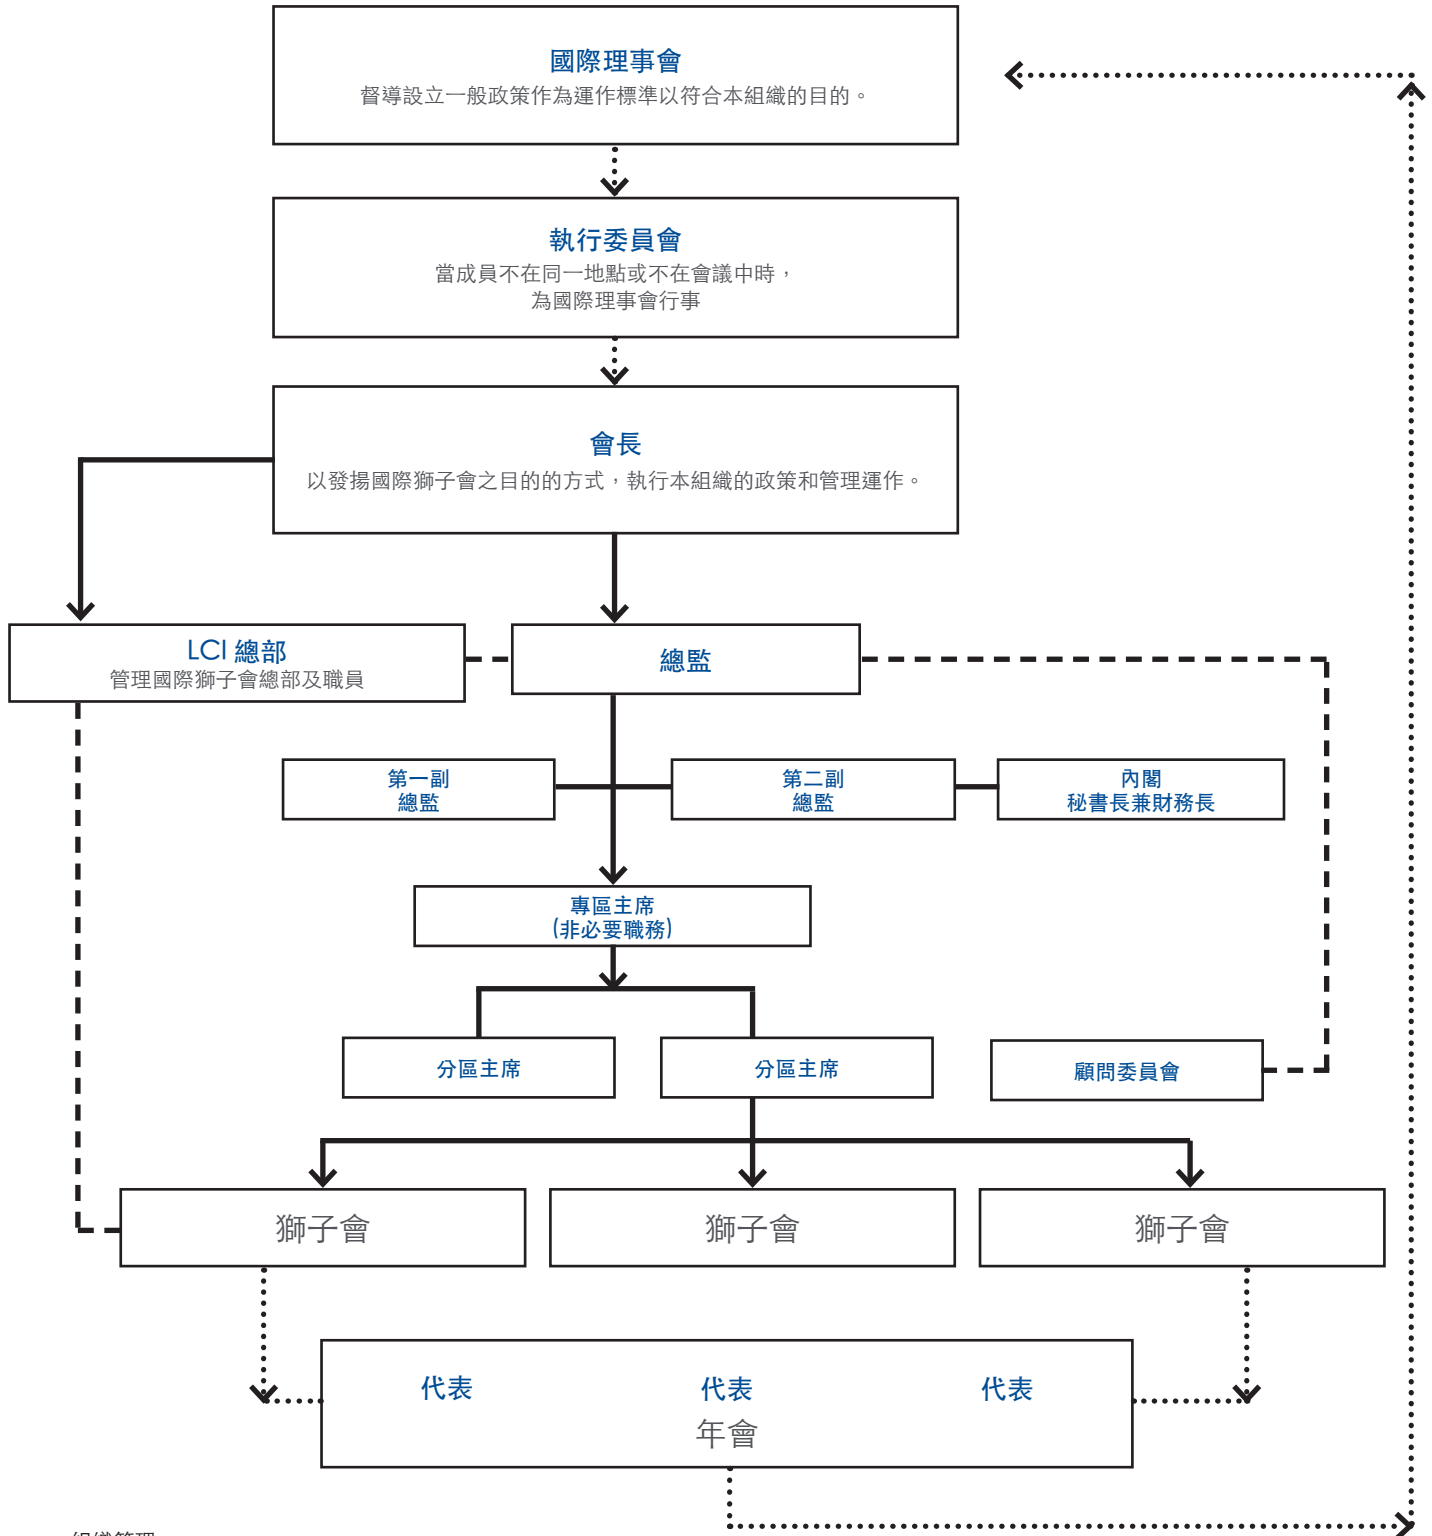 國際理事會
督導設立一般政策作為運作標準以符合本組織的目的。
執行委員會
當成員不在同一地點或不在會議中時，
為國際理事會行事
會長
以發揚國際獅子會之目的的方式，執行本組織的政策和管理運作。
LCI 總部
管理國際獅子會總部及職員
總監
第一副
總監
第二副
總監
內閣
秘書長兼財務長
專區主席
(非必要職務)
分區主席
分區主席
顧問委員會
獅子會
獅子會
獅子會
代表
代表
代表
年會
組織管理